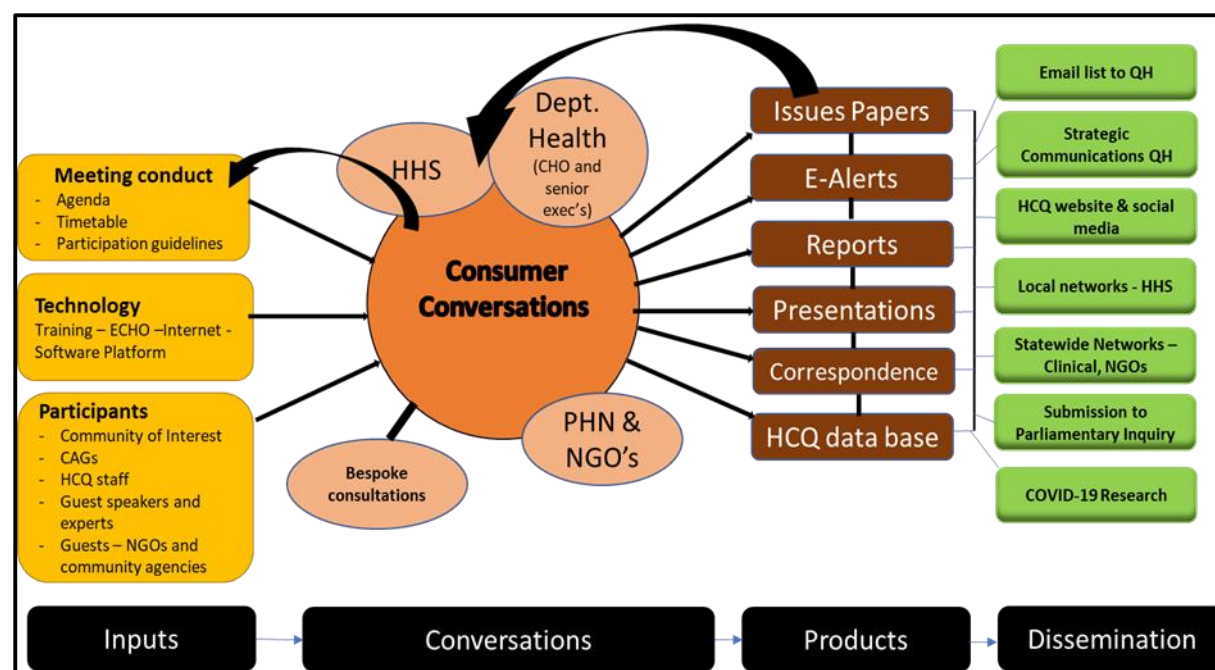 Meeting conduct
- Agenda
- Timetable
- Participation guidelines
Technology
Training – ECHO –Internet -
Software Platform
Participants
- Community of Interest
- CAGs
- HCQ staff
- Guest speakers and
experts
- Guests – NGOs and
community agencies
HHS
Dept.
Health
(CHO and
senior
exec's)
Consumer
Conversations
Bespoke
consultations
PHN &
NGO's
Issues Papers
E-Alerts
Reports
Presentations
Correspondence
HCQ data base
Email list to QH
Strategic
Communications QH
HCQ website & social
media
Local networks - HHS
Statewide Networks –
Clinical, NGOs
Submission to
Parliamentary Inquiry
COVID-19 Research
Inputs
Conversations
Products
Dissemination